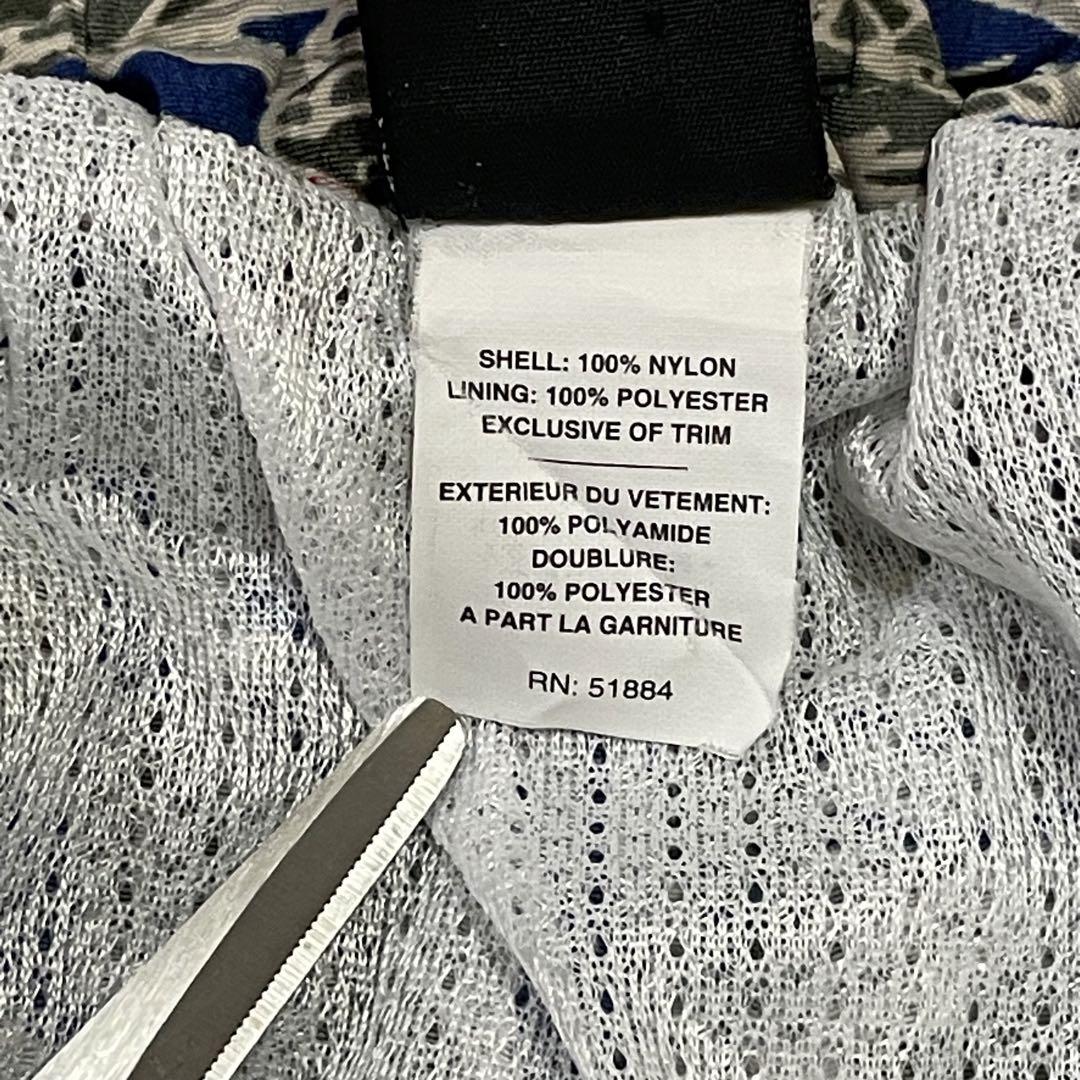 SHELL: 100% NYLON
LINING: 100% POLYESTER
EXCLUSIVE OF TRIM
EXTERIEUR DU VETEMENT:
100% POLYAMIDE
DOUBLURE:
100% POLYESTER
A PART LA GARNITURE
RN: 51884